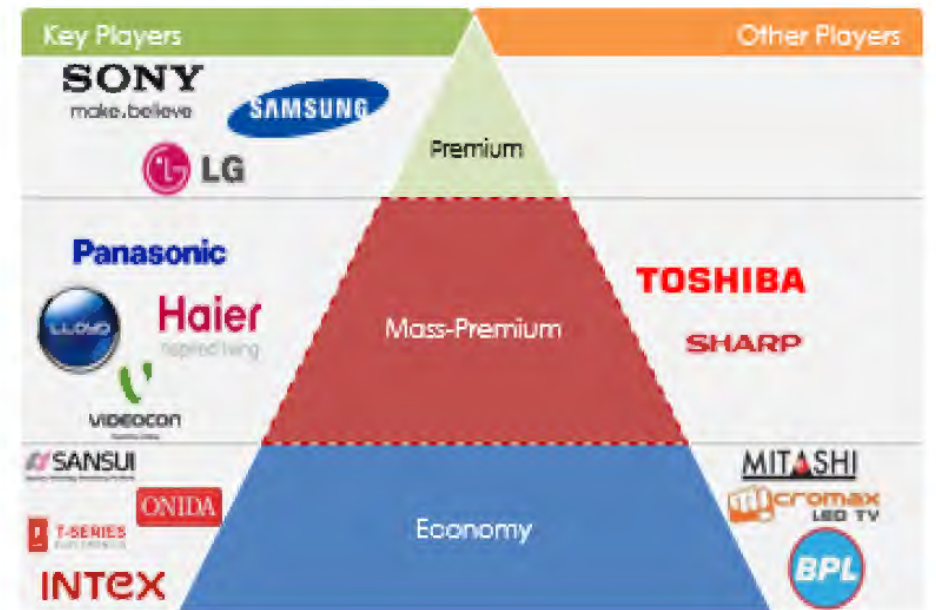 Key Players
Other Players
SONY
make.believe
SAMSUNG
LG
Premium
Panasonic
LLOYD
Haier
inspired living
VIDEOCON
Mass-Premium
TOSHIBA
SHARP
SANSUI
ONIDA
T-SERIES
INTEX
Economy
MITASHI
micromax
LED TV
BPL